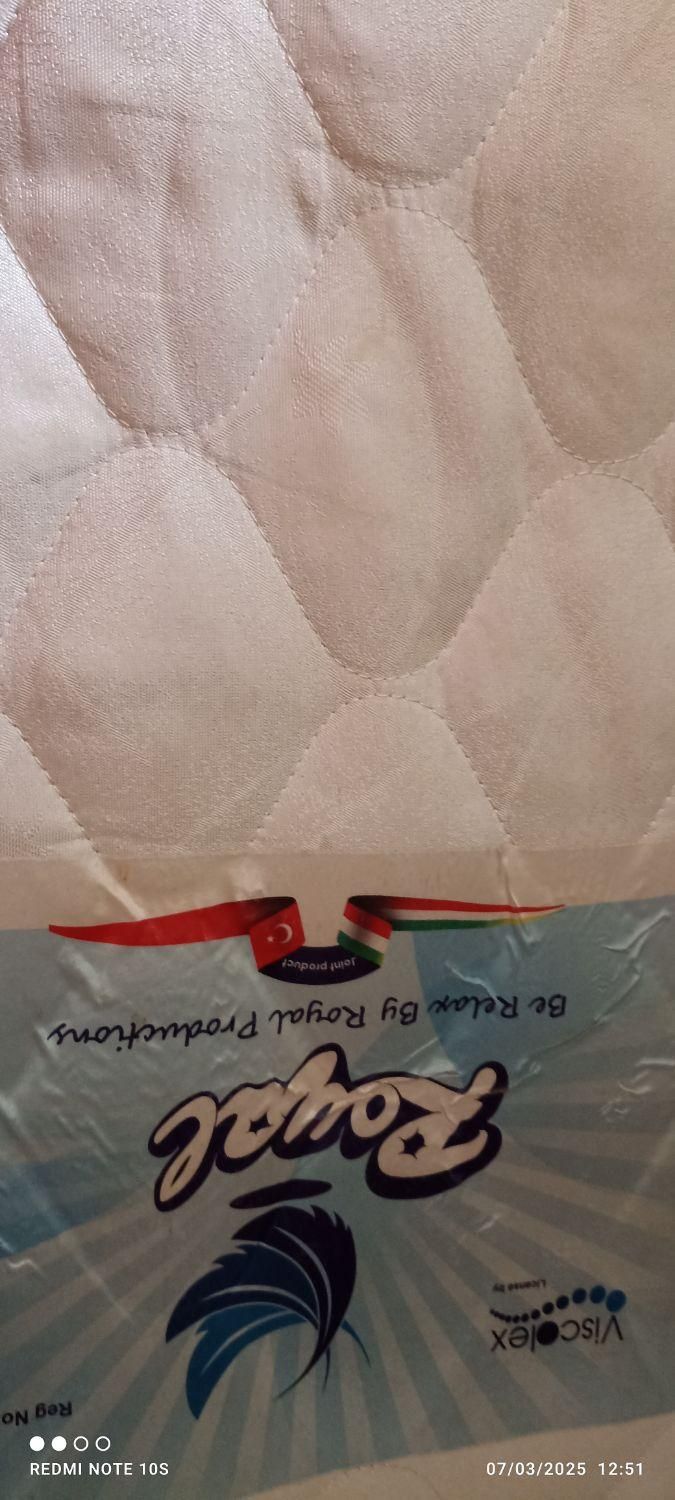 Reg No
Viscolex
License by
Royal
Be Relax By Royal Productions
Joint product
REDMI NOTE 10S
07/03/2025 12:51